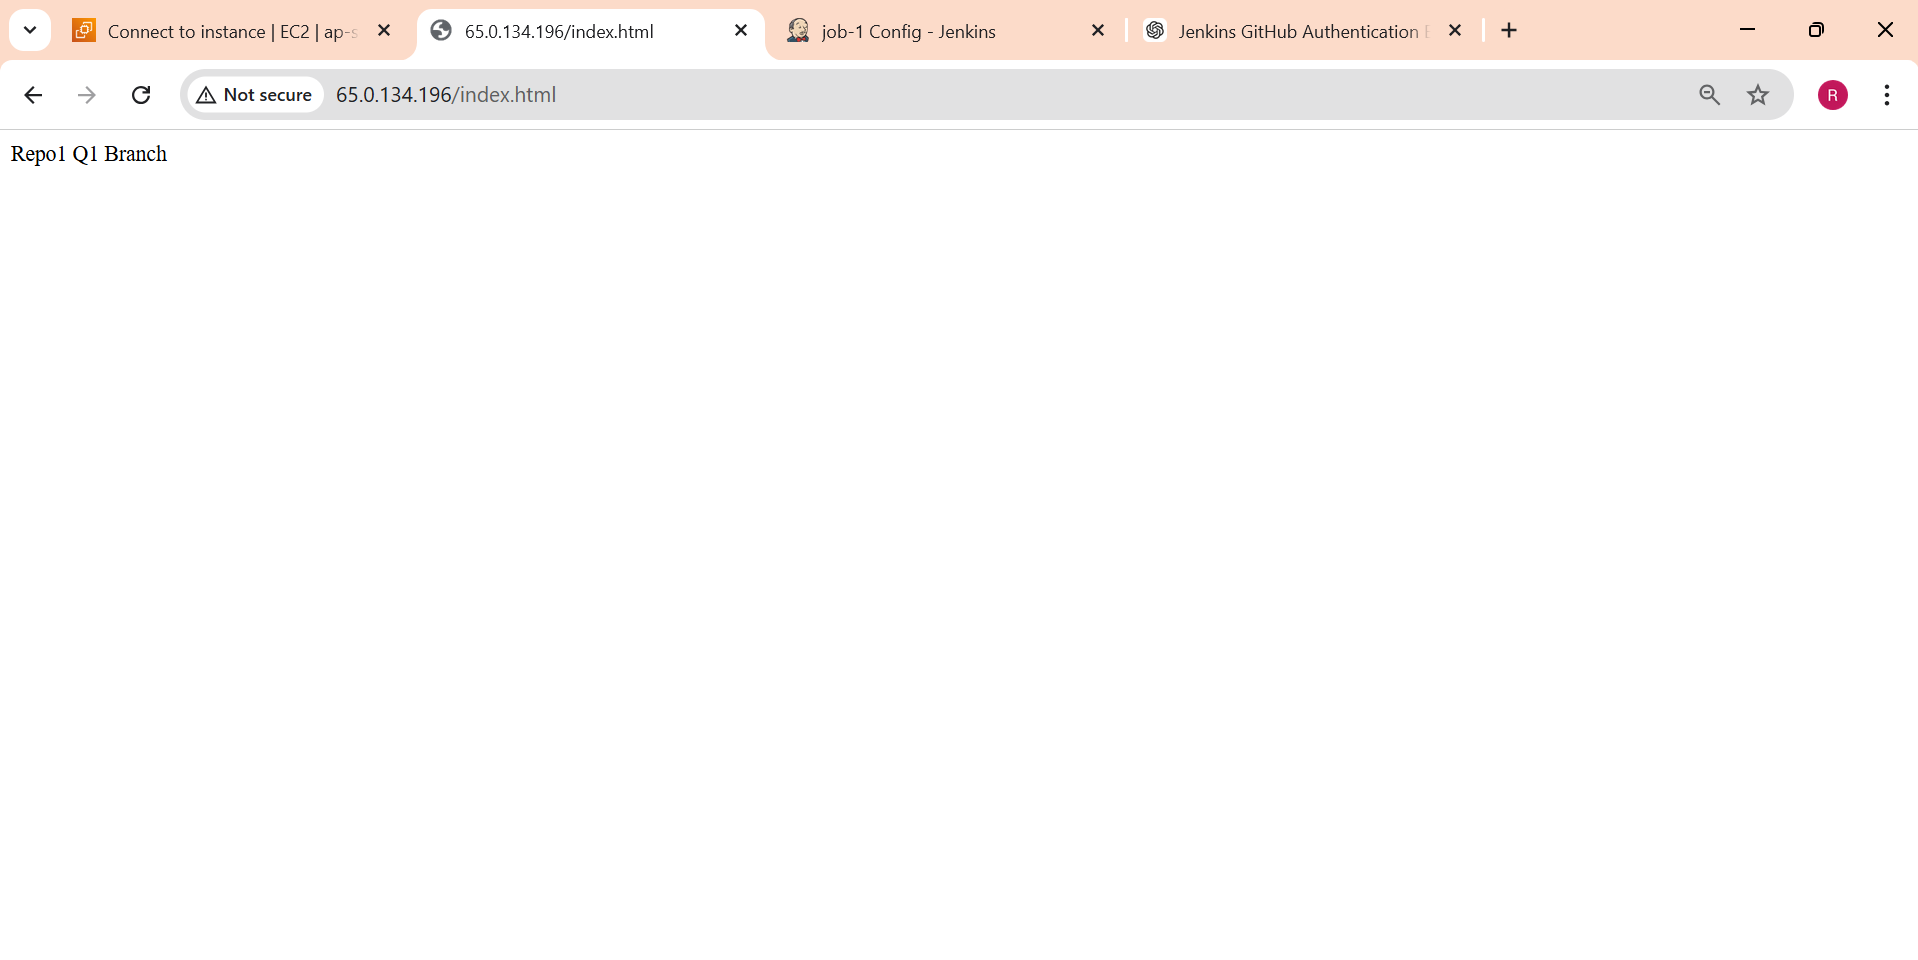 Connect to instance | EC2 | ap-s
65.0.134.196/index.html
job-1 Config - Jenkins
Jenkins GitHub Authentication E
Not secure
65.0.134.196/index.html
R
Repo1 Q1 Branch